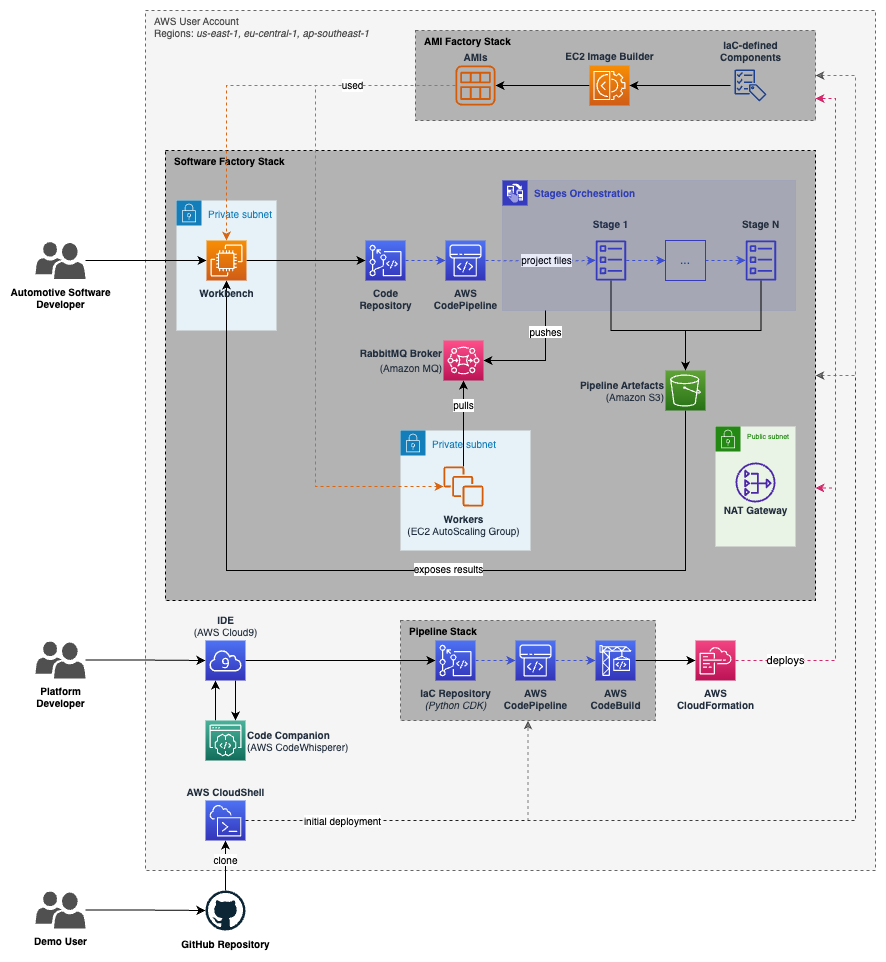 AWS User Account
Regions: us-east-1, eu-central-1, ap-southeast-1
AMI Factory Stack
AMIs
EC2 Image Builder
IaC-defined
Components
used
Software Factory Stack
Private subnet
Workbench
Automotive Software
Developer
Code
Repository
AWS
CodePipeline
Stages Orchestration
project files
Stage 1
...
Stage N
pushes
RabbitMQ Broker
(Amazon MQ)
pulls
Pipeline Artefacts
(Amazon S3)
Private subnet
Workers
(EC2 AutoScaling Group)
Public subnet
NAT Gateway
exposes results
IDE
(AWS Cloud9)
9
Platform
Developer
Code Companion
(AWS CodeWhisperer)
Pipeline Stack
IaC Repository
(Python CDK)
AWS
CodePipeline
AWS
CodeBuild
AWS
CloudFormation
deploys
AWS CloudShell
initial deployment
clone
Demo User
GitHub Repository